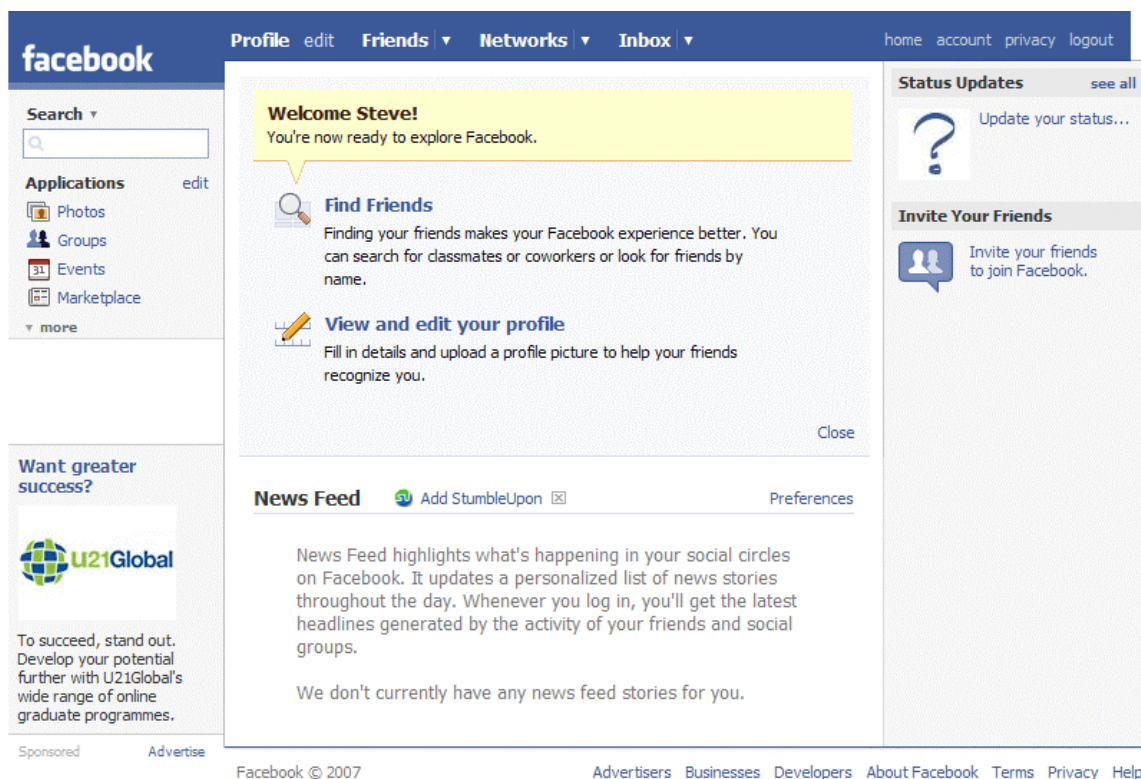 facebook
Profile edit Friends ▼ Networks ▼ Inbox ▼
home account privacy logout
Search ▼
Applications edit
Photos
Groups
31 Events
Marketplace
▼ more
Want greater
success?
U21Global
To succeed, stand out.
Develop your potential
further with U21Global's
wide range of online
graduate programmes.
Sponsored Advertise
Welcome Steve!
You're now ready to explore Facebook.
Find Friends
Finding your friends makes your Facebook experience better. You
can search for classmates or coworkers or look for friends by
name.
View and edit your profile
Fill in details and upload a profile picture to help your friends
recognize you.
Close
News Feed Add StumbleUpon Preferences
News Feed highlights what's happening in your social circles
on Facebook. It updates a personalized list of news stories
throughout the day. Whenever you log in, you'll get the latest
headlines generated by the activity of your friends and social
groups.
We don't currently have any news feed stories for you.
Status Updates see all
?
Update your status...
Invite Your Friends
Invite your friends
to join Facebook.
Facebook © 2007
Advertisers Businesses Developers About Facebook Terms Privacy Help